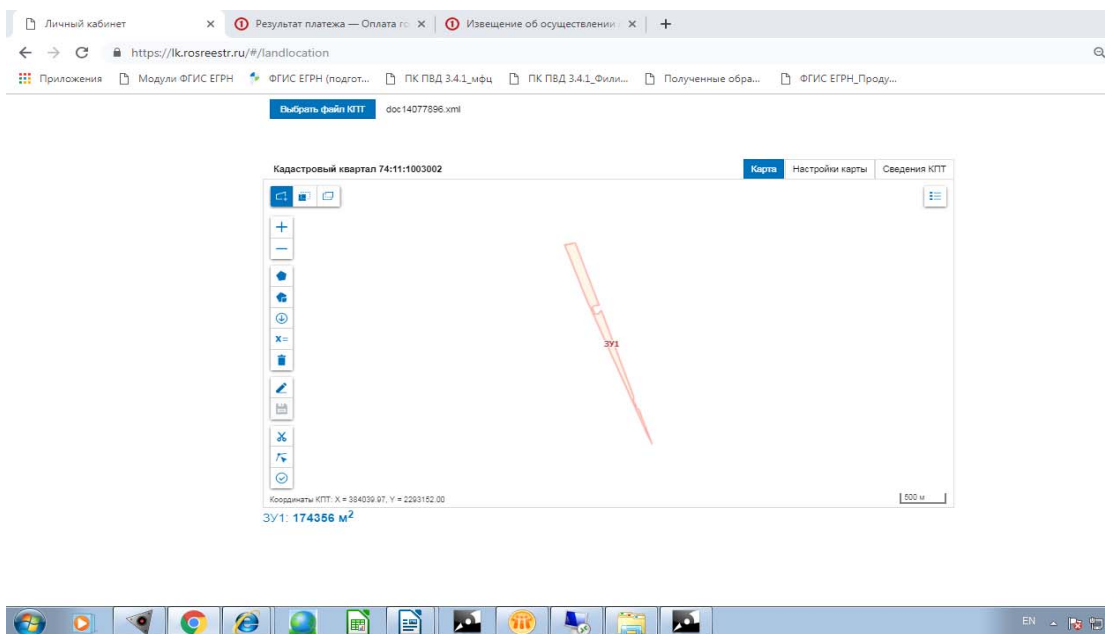 Личный кабинет
Результат платежа — Оплата го
Извещение об осуществлении
https://lk.rosreestr.ru/#/landlocation
Приложения Модули ФГИС ЕГРН ФГИС ЕГРН (подгот... ПК ПВД 3.4.1_мфц ПК ПВД 3.4.1_Фили... Полученные обра... ФГИС ЕГРН_Проду...
Выбрать файл КПТ doc14077896.xml
Кадастровый квартал 74:11:1003002
Карта Настройки карты Сведения КПТ
x=
ЗУ1
Координаты КПТ: X = 384039.97, Y = 2293152.00
500 м
ЗУ1: 174356 м²
EN